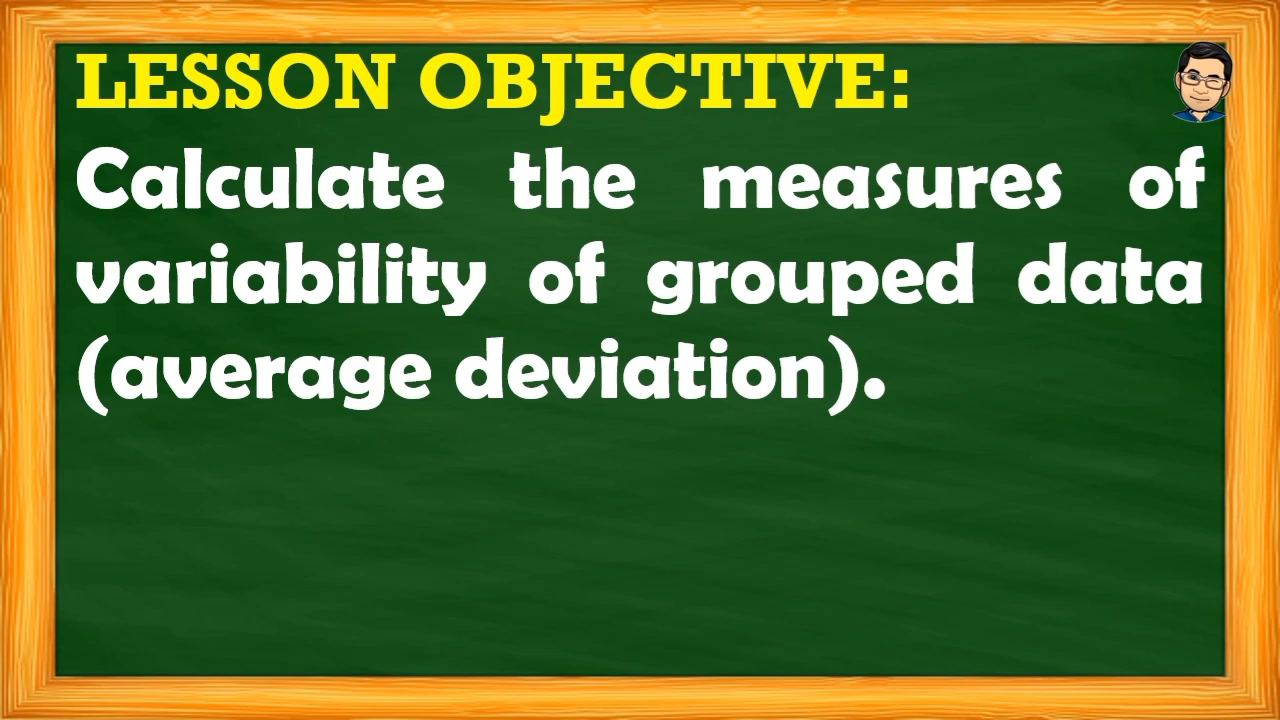 LESSON OBJECTIVE:
Calculate the measures of
variability of grouped data
(average deviation).